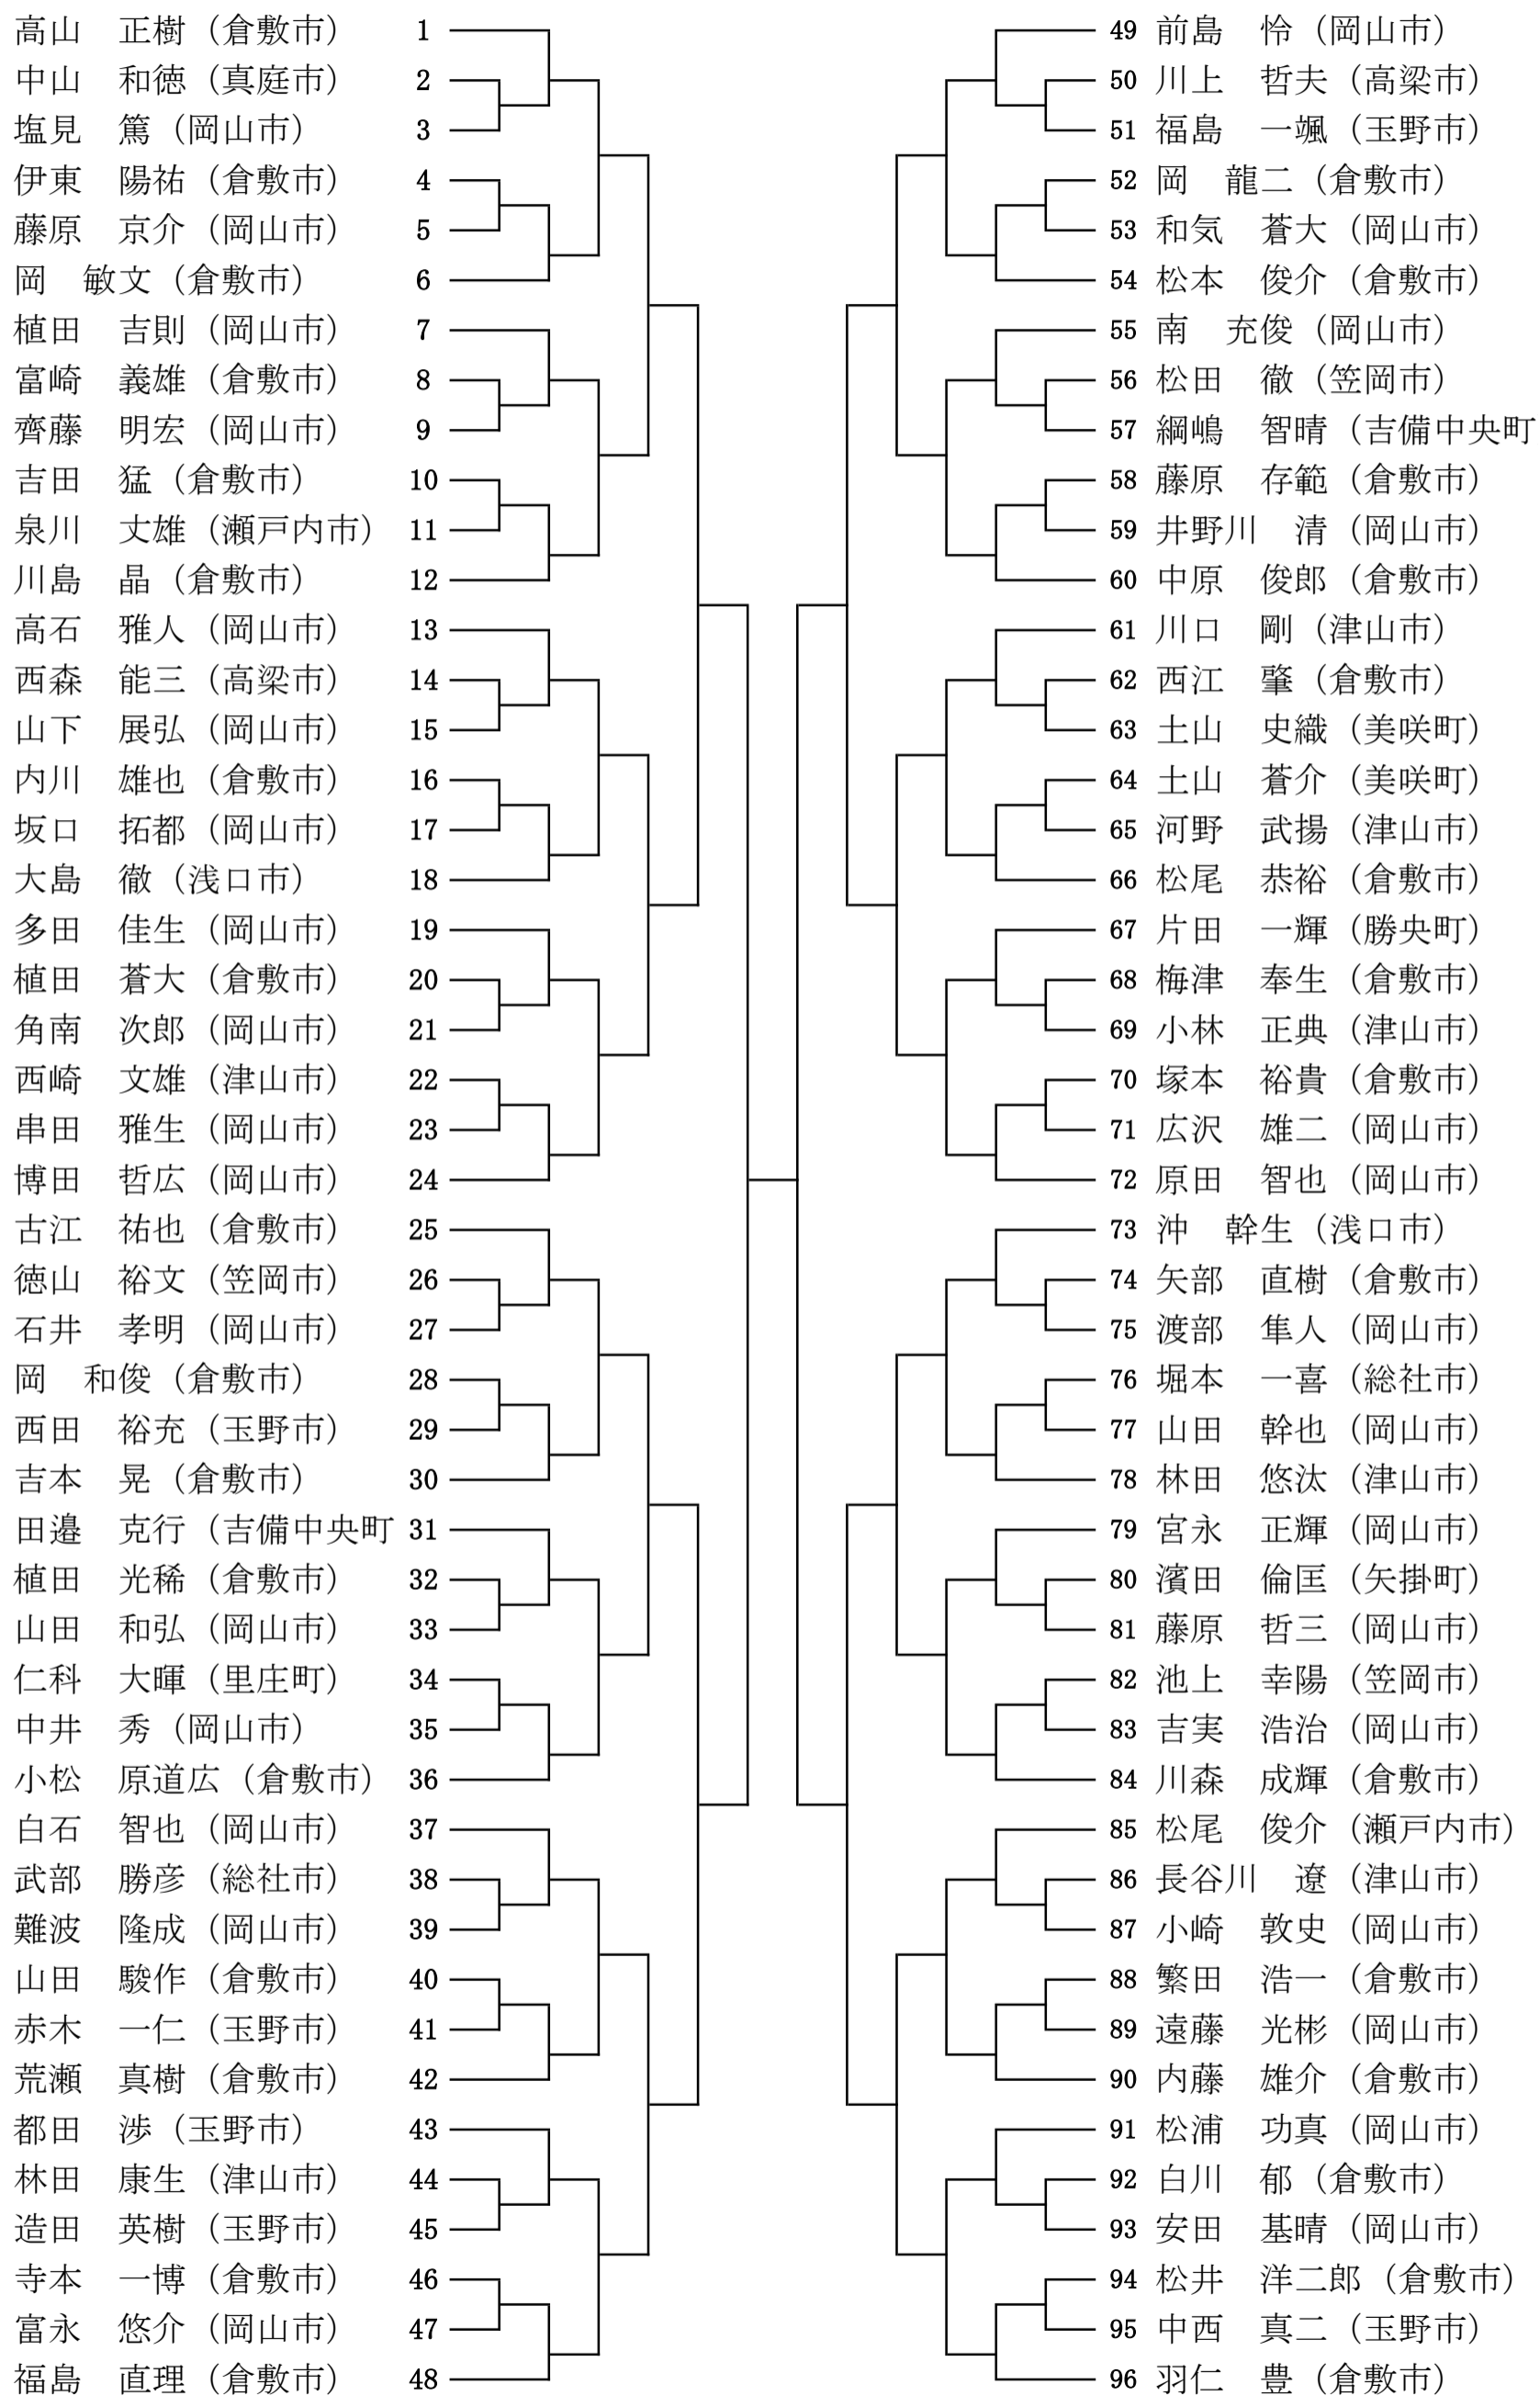 高山　正樹（倉敷市） 1
中山　和徳（真庭市） 2
塩見　篤（岡山市） 3
伊東　陽祐（倉敷市） 4
藤原　京介（岡山市） 5
岡　敏文（倉敷市） 6
植田　吉則（岡山市） 7
富崎　義雄（倉敷市） 8
齊藤　明宏（岡山市） 9
吉田　猛（倉敷市） 10
泉川　丈雄（瀬戸内市） 11
川島　晶（倉敷市） 12
高石　雅人（岡山市） 13
西森　能三（高梁市） 14
山下　展弘（岡山市） 15
内川　雄也（倉敷市） 16
坂口　拓都（岡山市） 17
大島　徹（浅口市） 18
多田　佳生（岡山市） 19
植田　蒼大（倉敷市） 20
角南　次郎（岡山市） 21
西崎　文雄（津山市） 22
串田　雅生（岡山市） 23
博田　哲広（岡山市） 24
古江　祐也（倉敷市） 25
徳山　裕文（笠岡市） 26
石井　孝明（岡山市） 27
岡　和俊（倉敷市） 28
西田　裕充（玉野市） 29
吉本　晃（倉敷市） 30
田邉　克行（吉備中央町 31
植田　光稀（倉敷市） 32
山田　和弘（岡山市） 33
仁科　大暉（里庄町） 34
中井　秀（岡山市） 35
小松　原道広（倉敷市） 36
白石　智也（岡山市） 37
武部　勝彦（総社市） 38
難波　隆成（岡山市） 39
山田　駿作（倉敷市） 40
赤木　一仁（玉野市） 41
荒瀬　真樹（倉敷市） 42
都田　渉（玉野市） 43
林田　康生（津山市） 44
造田　英樹（玉野市） 45
寺本　一博（倉敷市） 46
富永　悠介（岡山市） 47
福島　直理（倉敷市） 48
49 前島　怜（岡山市）
50 川上　哲夫（高梁市）
51 福島　一颯（玉野市）
52 岡　龍二（倉敷市）
53 和気　蒼大（岡山市）
54 松本　俊介（倉敷市）
55 南　充俊（岡山市）
56 松田　徹（笠岡市）
57 綱嶋　智晴（吉備中央町
58 藤原　存範（倉敷市）
59 井野川　清（岡山市）
60 中原　俊郎（倉敷市）
61 川口　剛（津山市）
62 西江　肇（倉敷市）
63 土山　史織（美咲町）
64 土山　蒼介（美咲町）
65 河野　武揚（津山市）
66 松尾　恭裕（倉敷市）
67 片田　一輝（勝央町）
68 梅津　奉生（倉敷市）
69 小林　正典（津山市）
70 塚本　裕貴（倉敷市）
71 広沢　雄二（岡山市）
72 原田　智也（岡山市）
73 沖　幹生（浅口市）
74 矢部　直樹（倉敷市）
75 渡部　隼人（岡山市）
76 堀本　一喜（総社市）
77 山田　幹也（岡山市）
78 林田　悠汰（津山市）
79 宮永　正輝（岡山市）
80 濱田　倫匡（矢掛町）
81 藤原　哲三（岡山市）
82 池上　幸陽（笠岡市）
83 吉実　浩治（岡山市）
84 川森　成輝（倉敷市）
85 松尾　俊介（瀬戸内市）
86 長谷川　遼（津山市）
87 小崎　敦史（岡山市）
88 繁田　浩一（倉敷市）
89 遠藤　光彬（岡山市）
90 内藤　雄介（倉敷市）
91 松浦　功真（岡山市）
92 白川　郁（倉敷市）
93 安田　基晴（岡山市）
94 松井　洋二郎（倉敷市）
95 中西　真二（玉野市）
96 羽仁　豊（倉敷市）